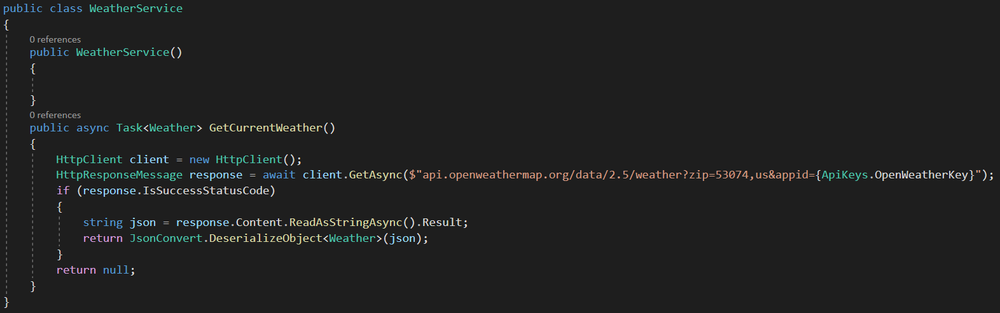 public class WeatherService
{
0 references
public WeatherService()
{
}
0 references
public async Task<Weather> GetCurrentWeather()
{
HttpClient client = new HttpClient();
HttpResponseMessage response = await client.GetAsync($"api.openweathermap.org/data/2.5/weather?zip=53074,us&appid={ApiKeys.OpenWeatherKey}");
if (response.IsSuccessStatusCode)
{
string json = response.Content.ReadAsStringAsync().Result;
return JsonConvert.DeserializeObject<Weather>(json);
}
return null;
}
}